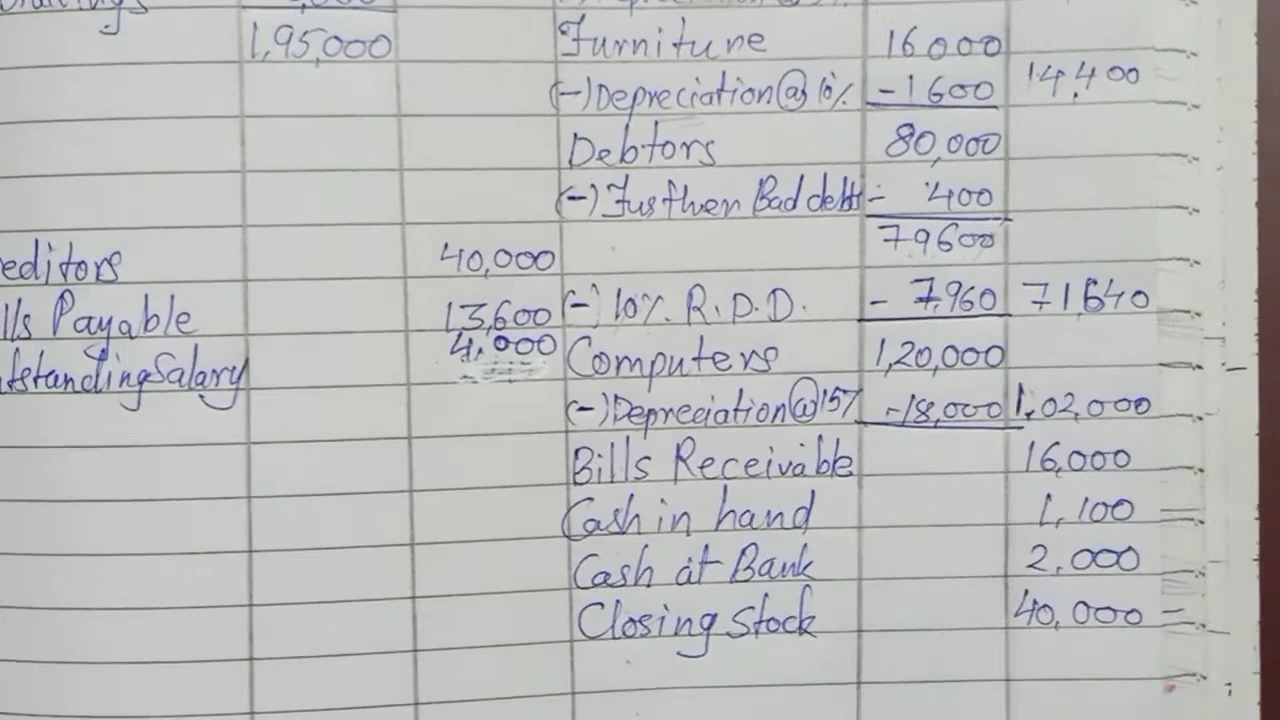 1,95,000 Furniture 16000
(-) Depreciation @ 10% -1600 14,400
Debtors 80,000
(-) Further Bad debts - 400
79600
editors 40,000
(-) 10% R.D.D. - 7,960 71,640
lls Payable 13,600
Computers 1,20,000
tstanding Salary 4,000
(-) Depreciation @ 15% -18,000 1,02,000
Bills Receivable 16,000
Cash in hand 1,100
Cash at Bank 2,000
Closing Stock 40,000 =